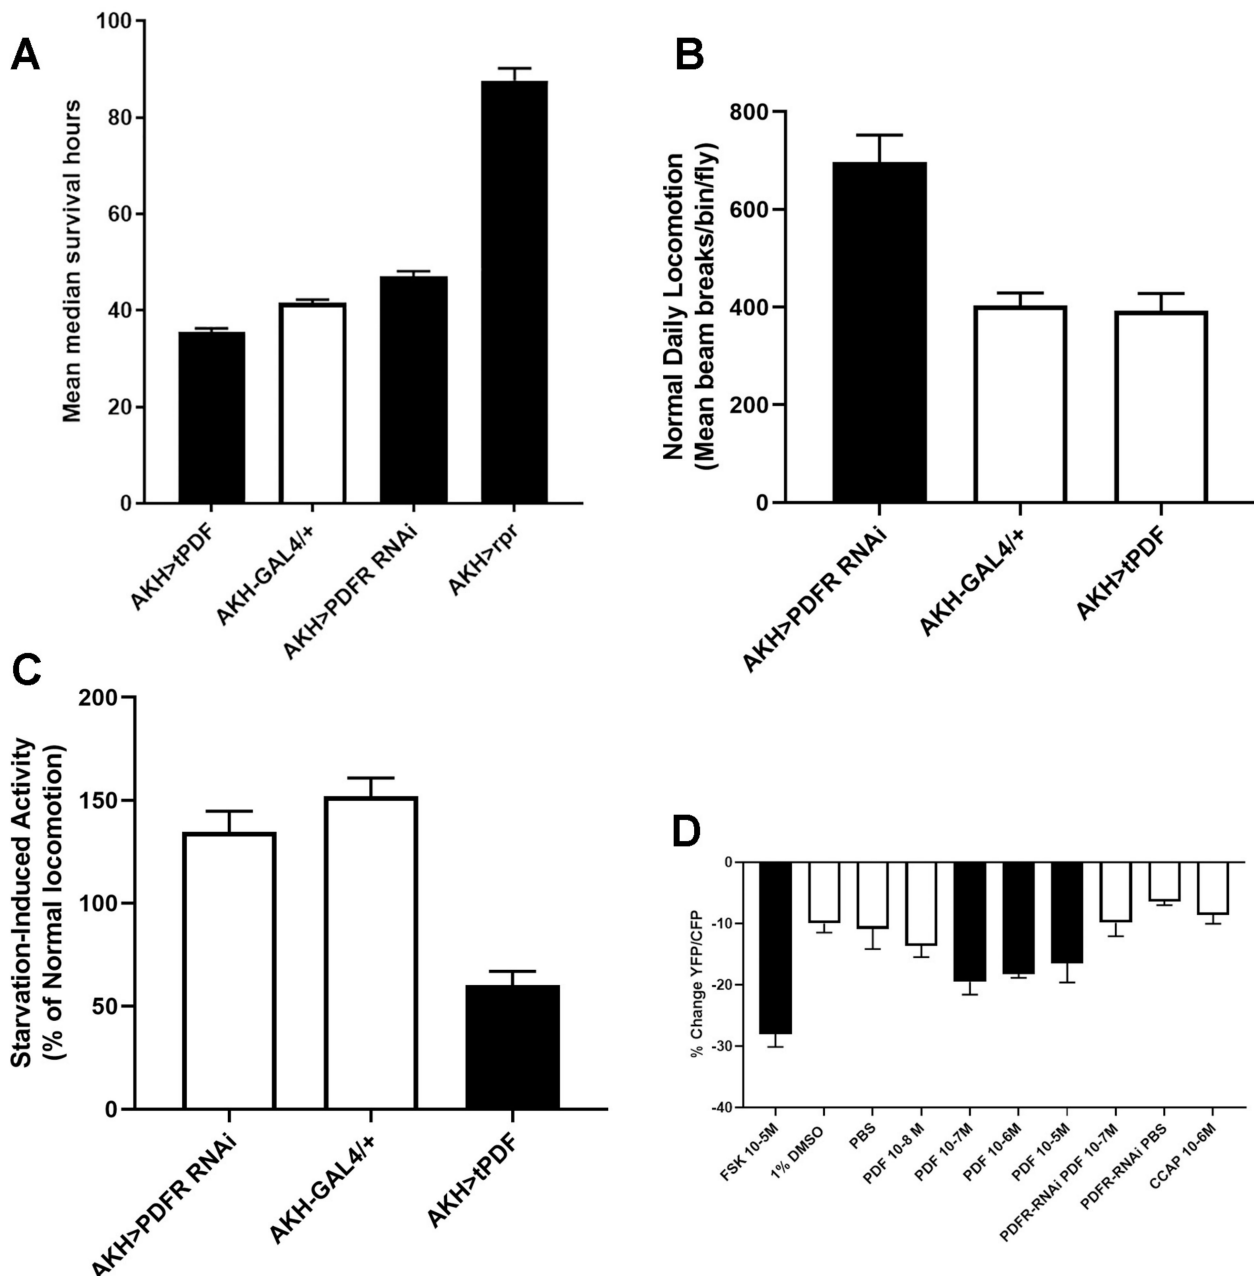 A
Mean median survival hours
100
80
60
40
20
0
AKH>tPDF
AKH-GAL4/+
AKH>PDFR RNAi
AKH>rpr
B
Normal Daily Locomotion
(Mean beam breaks/bin/fly)
800
600
400
200
0
AKH>PDFR RNAi
AKH-GAL4/+
AKH>tPDF
C
Starvation-Induced Activity
(% of Normal locomotion)
200
150
100
50
0
AKH>PDFR RNAi
AKH-GAL4/+
AKH>tPDF
D
% Change YFP/CFP
0
-10
-20
-30
-40
FSK 10-5M
1% DMSO
PBS
PDF 10-8 M
PDF 10-7M
PDF 10-6M
PDF 10-5M
PDFR-RNAi PDF 10-7M
PDFR-RNAi PBS
CCAP 10-6M